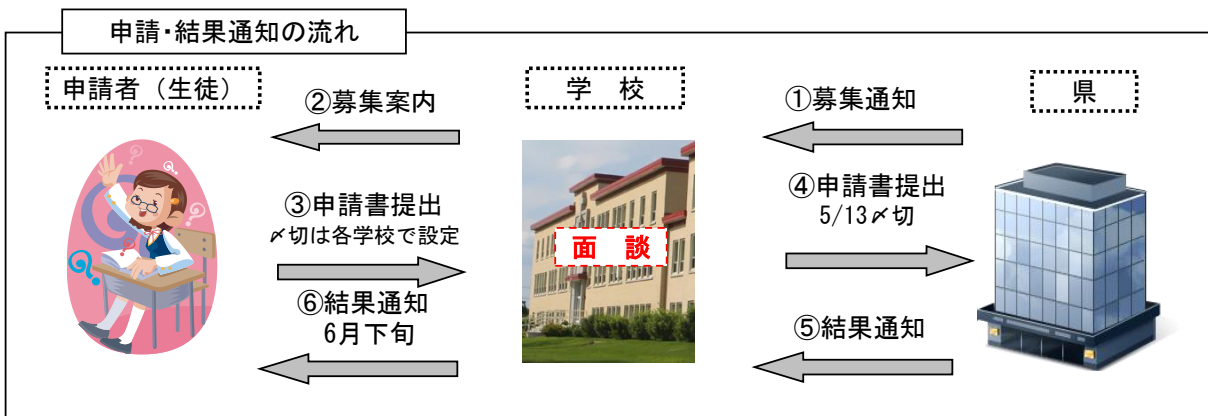 申請・結果通知の流れ
申請者（生徒）
学　校
県
①募集通知
②募集案内
③申請書提出
〆切は各学校で設定
面　談
④申請書提出
5/13〆切
⑤結果通知
⑥結果通知
6月下旬